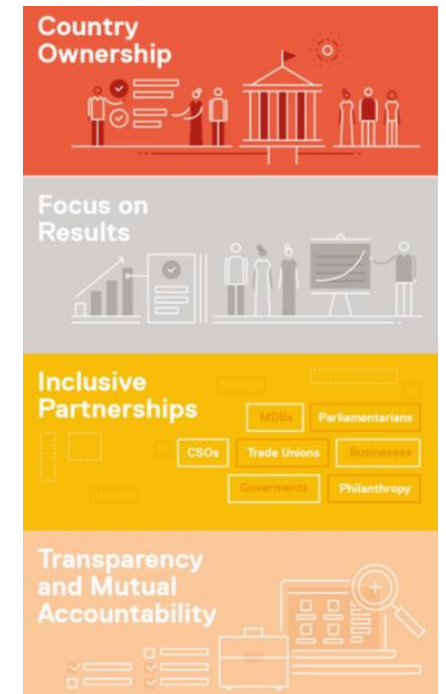 Country
Ownership
Focus on
Results
Inclusive
Partnerships
MDBs
Parliamentarians
CSOs
Trade Unions
Businesses
Goverments
Philanthropy
Transparency
and Mutual
Accountability